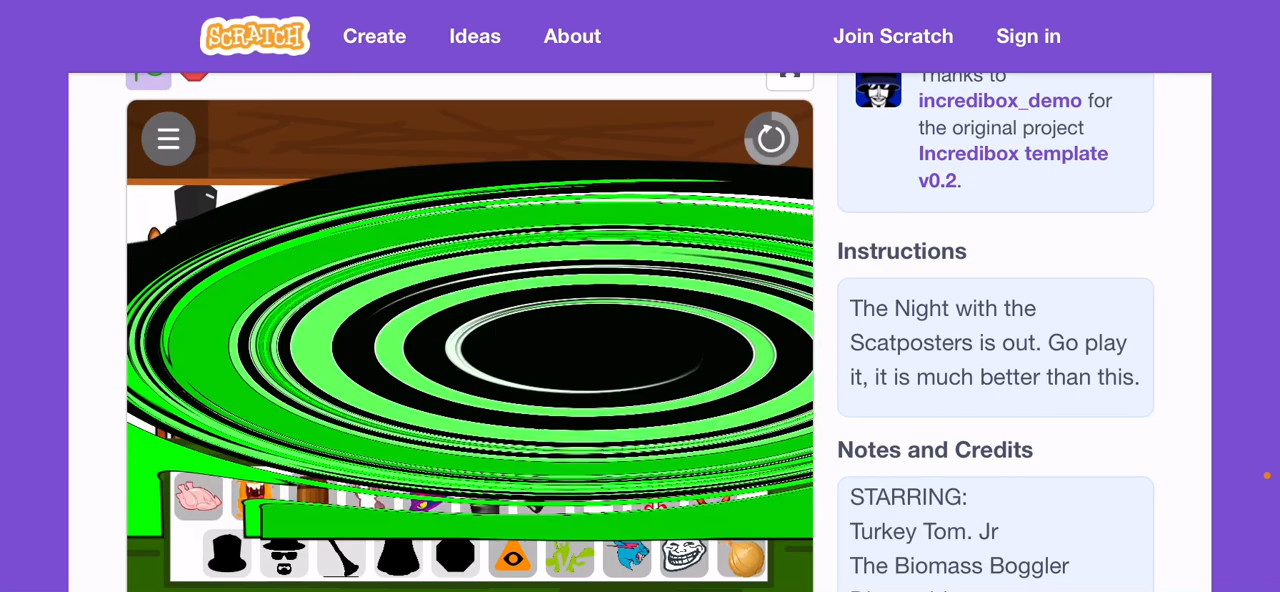 SCRATCH
Create
Ideas
About
Join Scratch
Sign in
Thanks to
incredibox_demo for
the original project
Incredibox template
v0.2.
Instructions
The Night with the
Scatposters is out. Go play
it, it is much better than this.
Notes and Credits
STARRING:
Turkey Tom. Jr
The Biomass Boggler